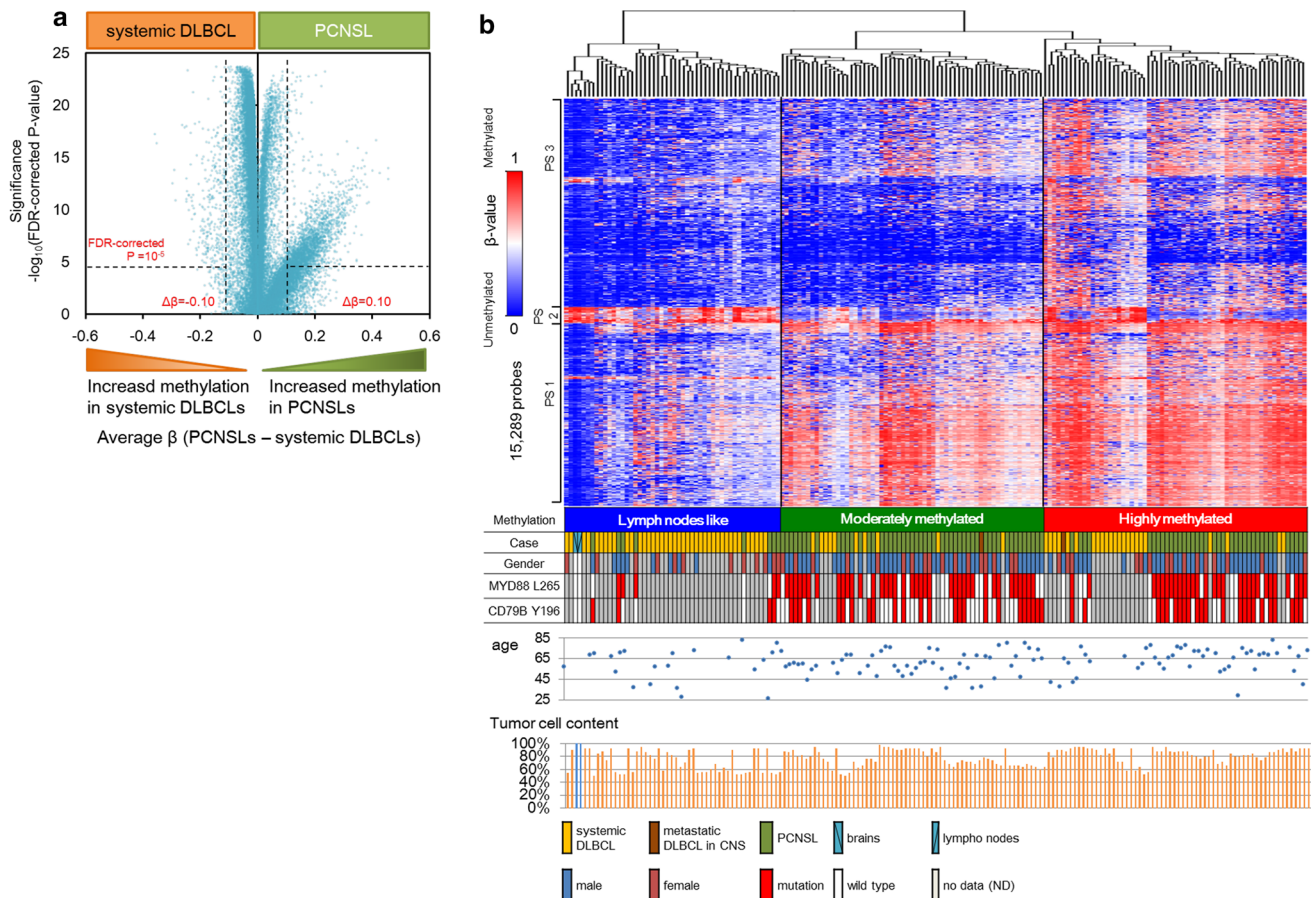 a
systemic DLBCL
PCNSL
25
20
15
10
5
0
Significance
-log10(FDR-corrected P-value)
FDR-corrected
P =10-5
Δβ=-0.10
Δβ=0.10
-0.6
-0.4
-0.2
0
0.2
0.4
0.6
Increasd methylation
in systemic DLBCLs
Increased methylation
in PCNSLs
Average β (PCNSLs – systemic DLBCLs)
b
Methylated
1
β-value
0
Unmethylated
PS 3
PS
2
PS 1
15,289 probes
Methylation
Lymph nodes like
Moderately methylated
Highly methylated
Case
Gender
MYD88 L265
CD79B Y196
age
85
65
45
25
Tumor cell content
100%
80%
60%
40%
20%
0%
systemic
DLBCL
metastatic
DLBCL in CNS
PCNSL
brains
lympho nodes
male
female
mutation
wild type
no data (ND)